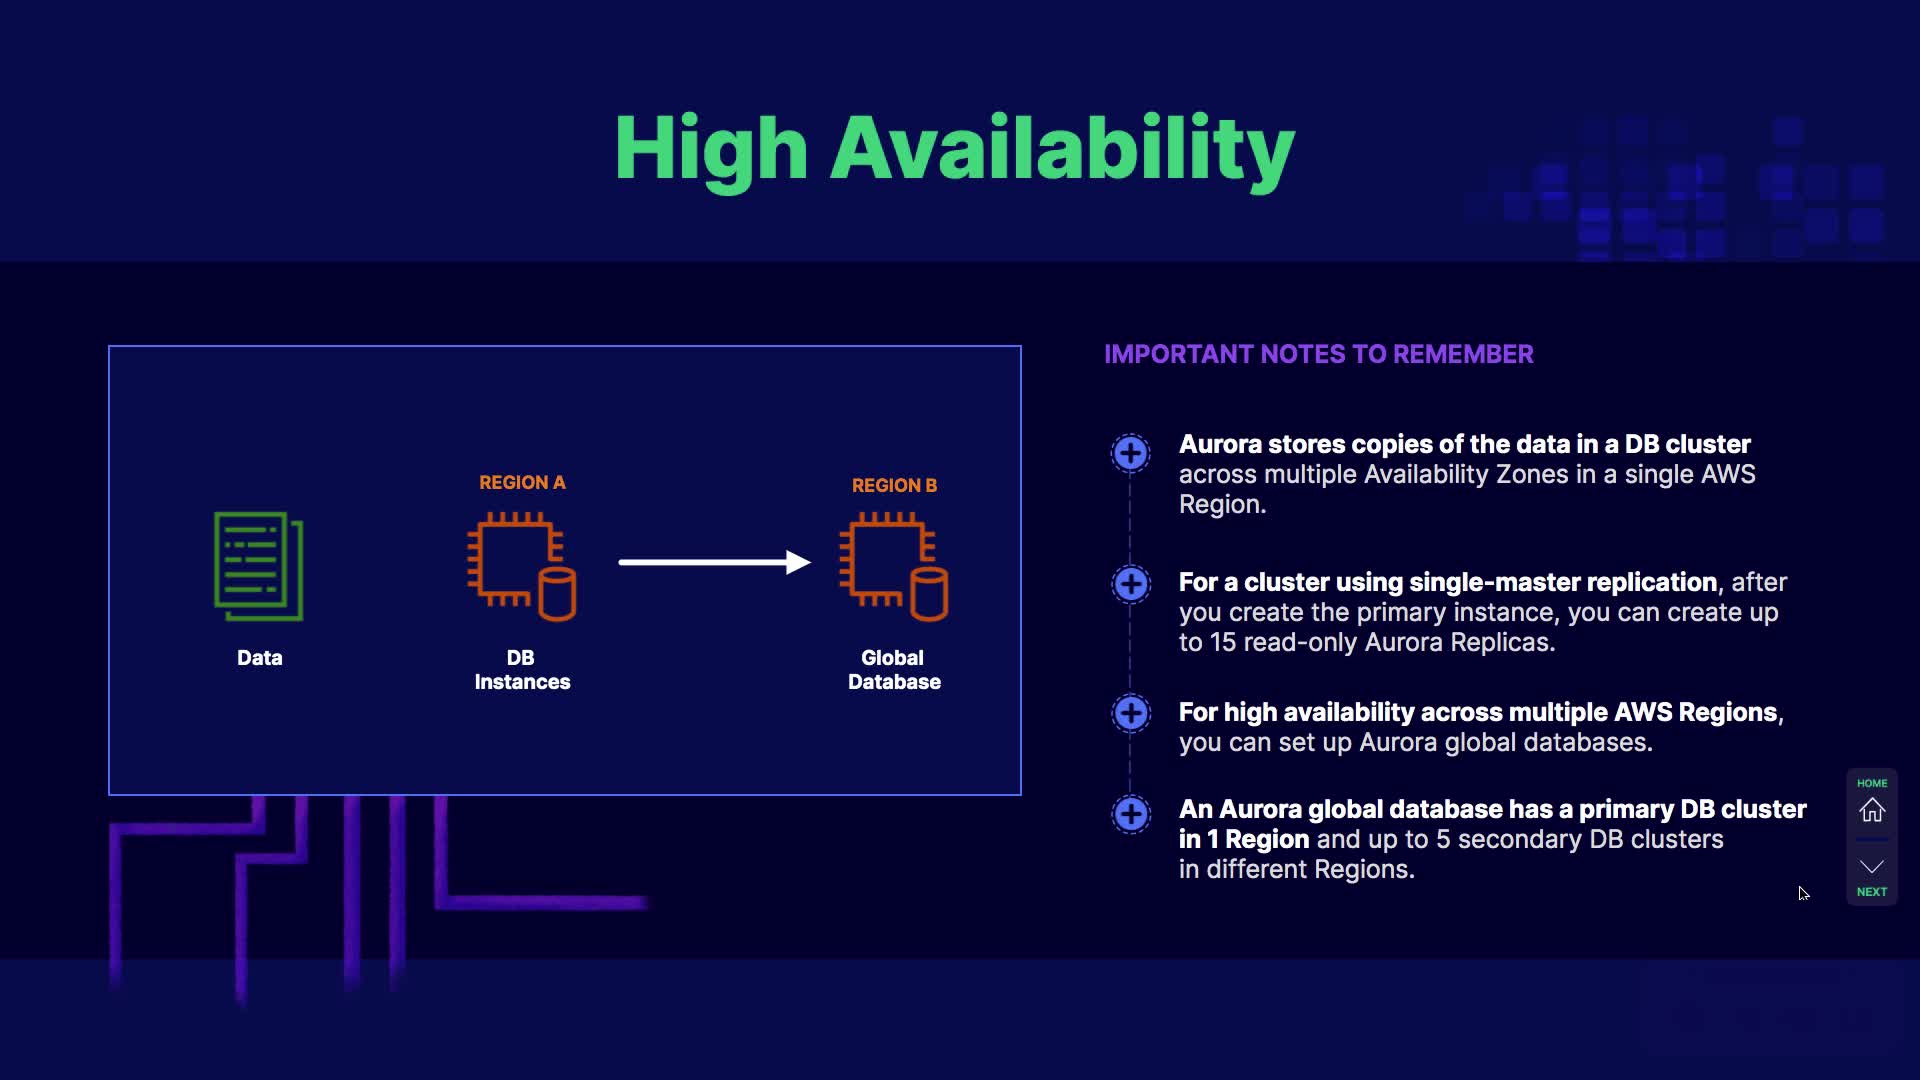 High Availability
REGION A
REGION B
Data
DB
Instances
Global
Database
IMPORTANT NOTES TO REMEMBER
Aurora stores copies of the data in a DB cluster
across multiple Availability Zones in a single AWS
Region.
For a cluster using single-master replication, after
you create the primary instance, you can create up
to 15 read-only Aurora Replicas.
For high availability across multiple AWS Regions,
you can set up Aurora global databases.
An Aurora global database has a primary DB cluster
in 1 Region and up to 5 secondary DB clusters
in different Regions.
HOME
NEXT